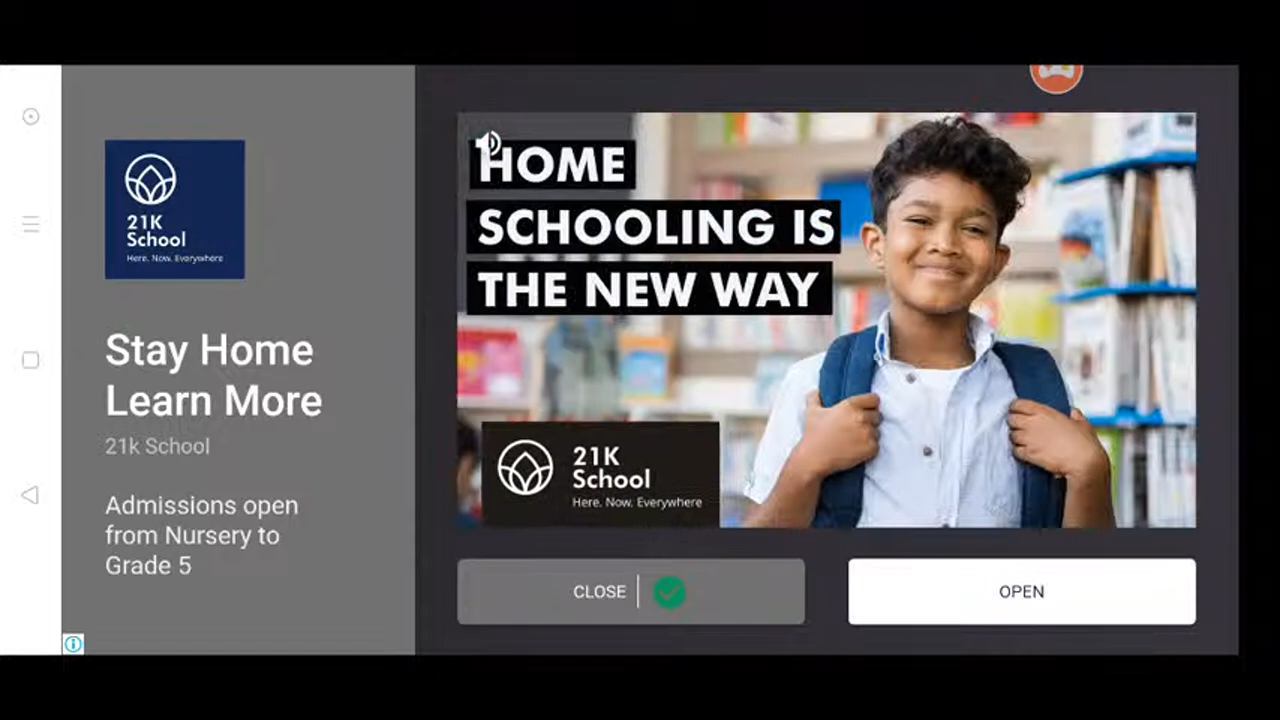 21K
School
Here. Now. Everywhere
Stay Home
Learn More
21k School
Admissions open
from Nursery to
Grade 5
HOME
SCHOOLING IS
THE NEW WAY
21K
School
Here. Now. Everywhere
CLOSE
OPEN